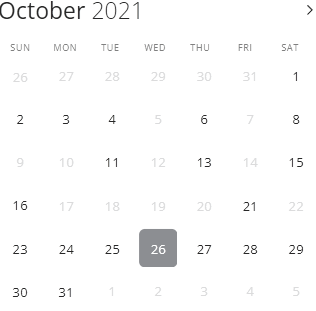 October 2021
SUN MON TUE WED THU FRI SAT
26 27 28 29 30 31 1
2 3 4 5 6 7 8
9 10 11 12 13 14 15
16 17 18 19 20 21 22
23 24 25 26 27 28 29
30 31 1 2 3 4 5